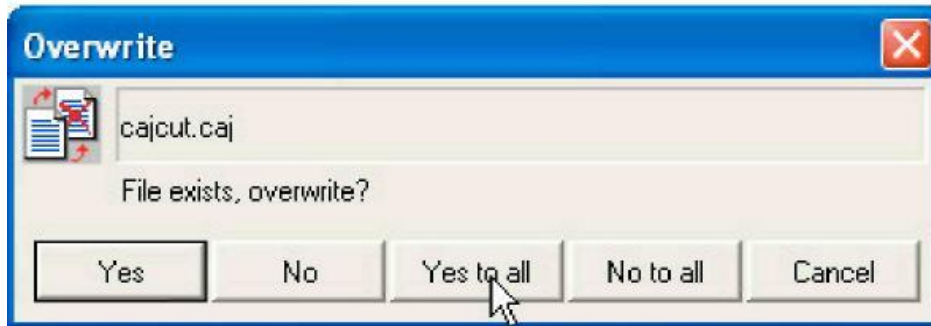 Overwrite
cajcut.caj
File exists, overwrite?
Yes No Yes to all No to all Cancel